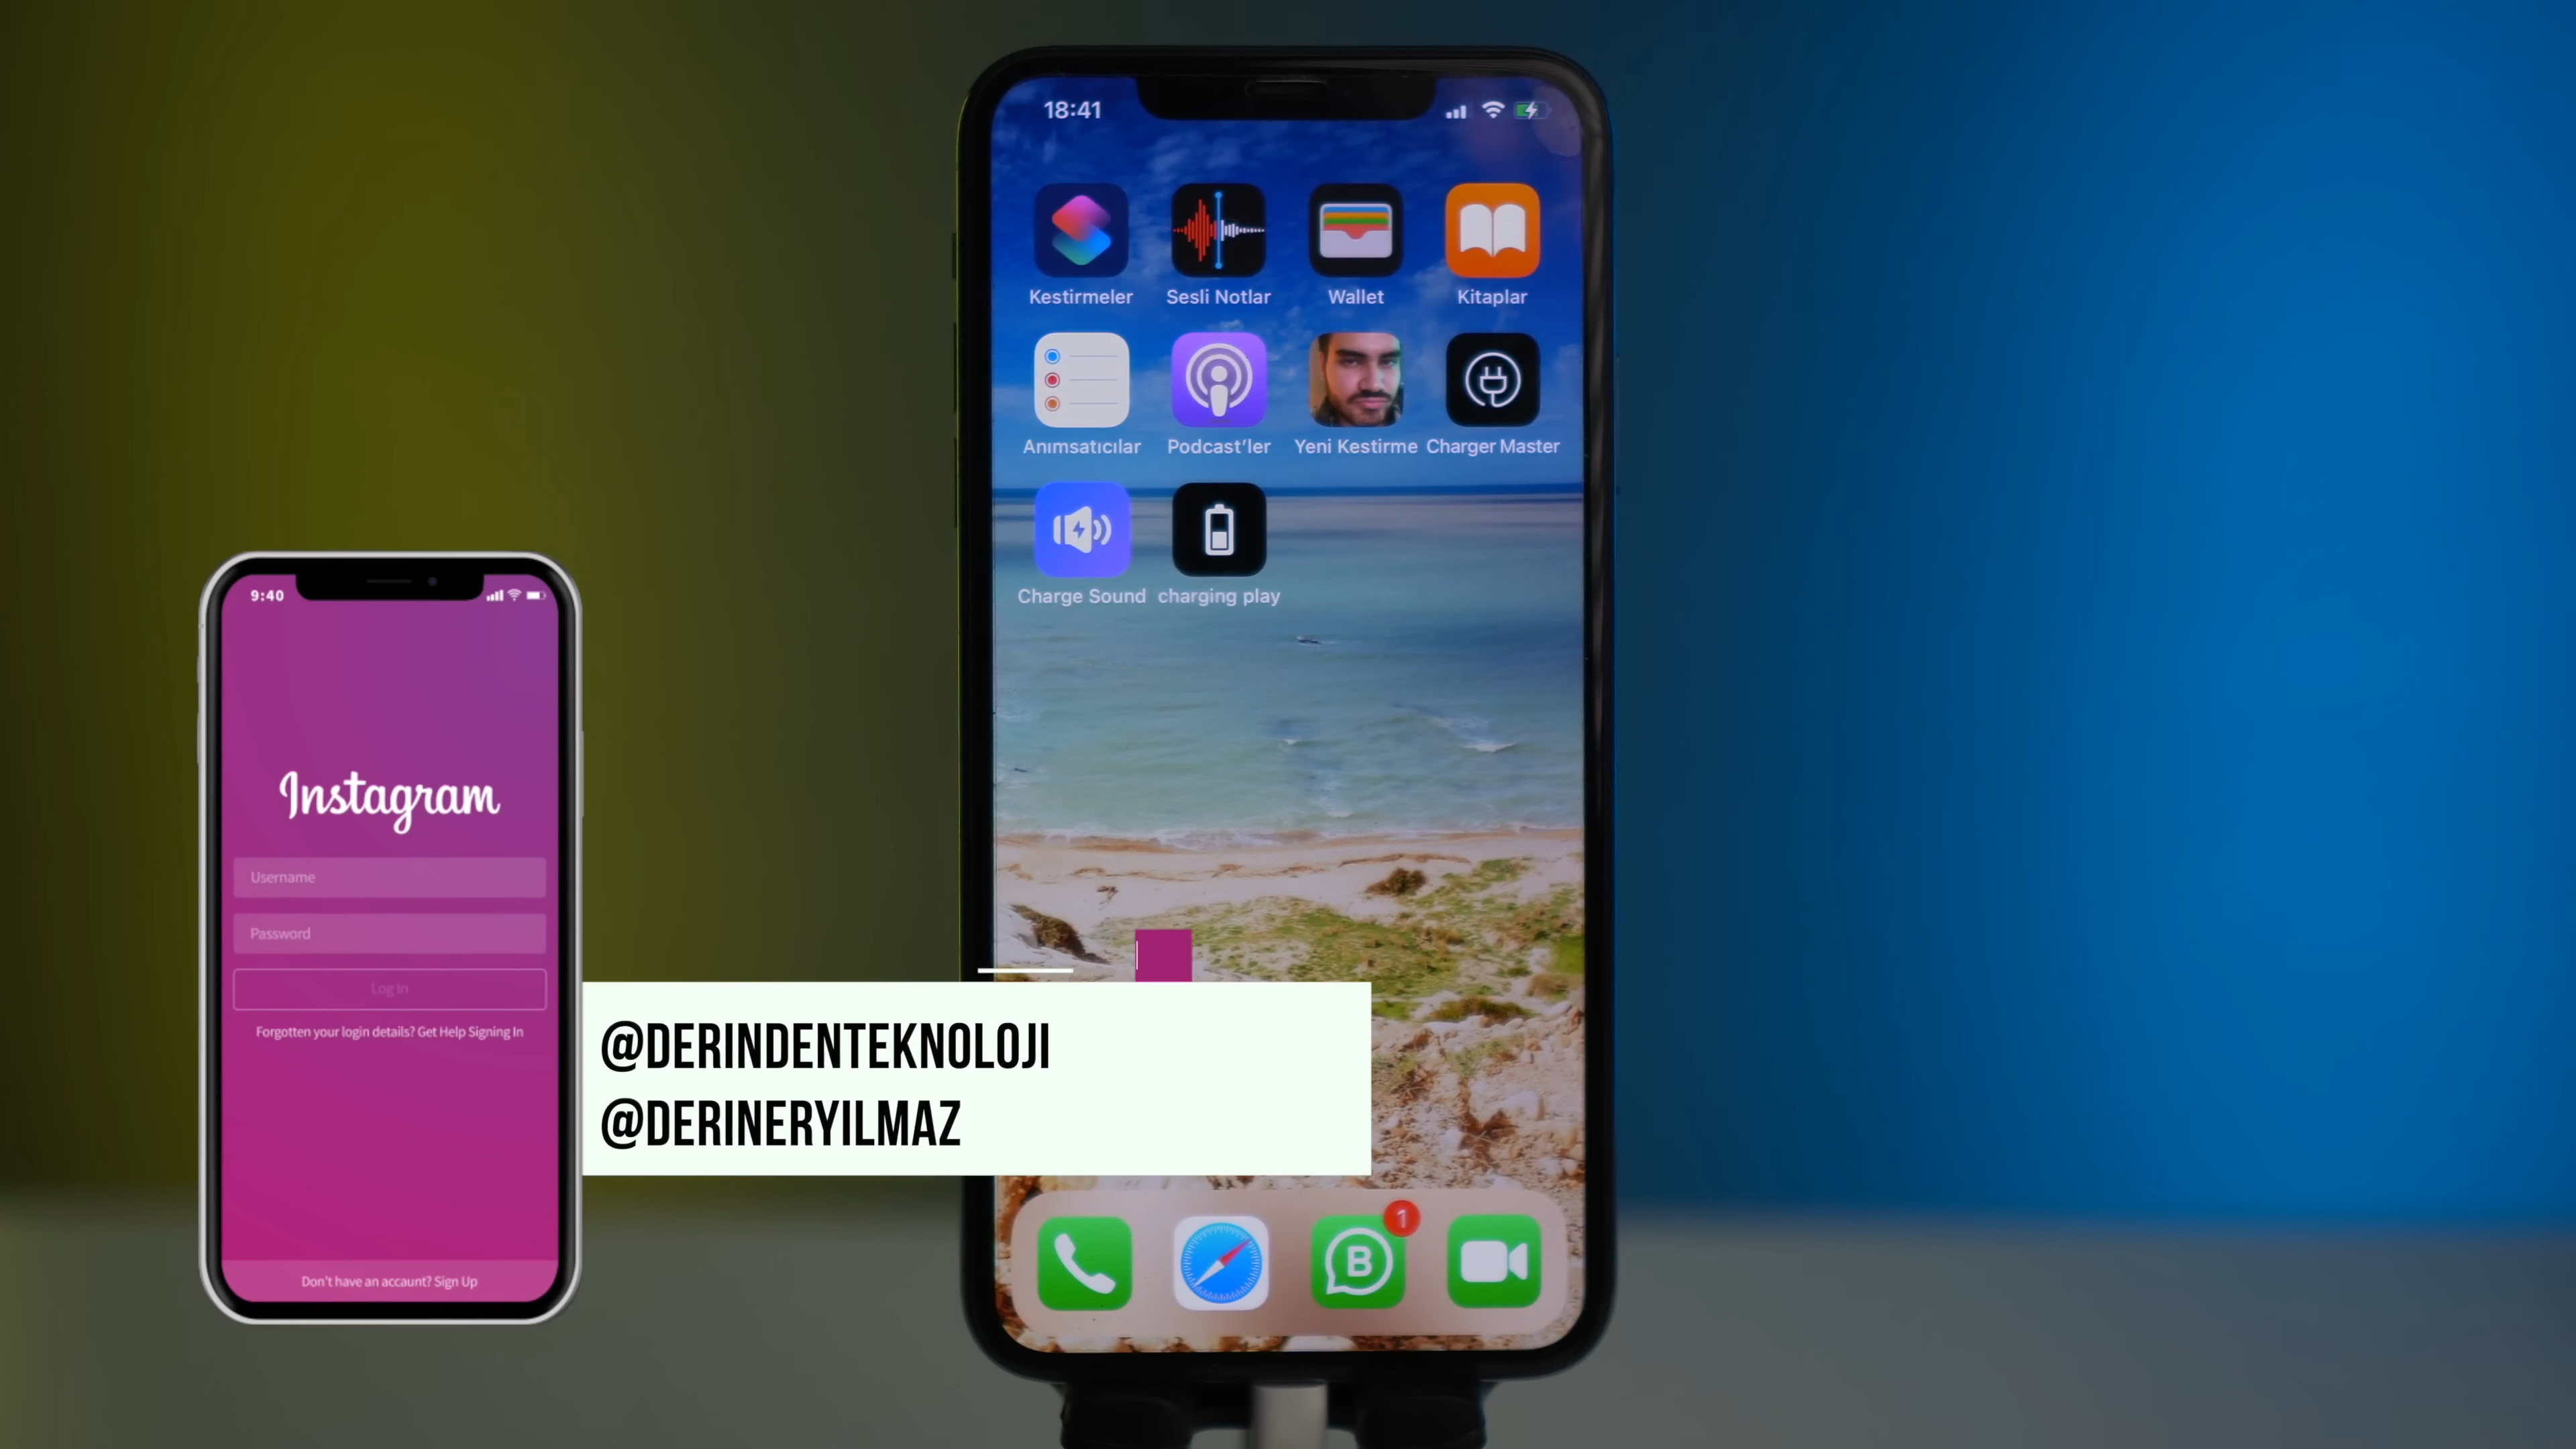 18:41
Kestirmeler Sesli Notlar Wallet Kitaplar
Anımsatıcılar Podcast'ler Yeni Kestirme Charger Master
Charge Sound charging play
1
B
9:40
Instagram
Username
Password
Log In
Forgotten your login details? Get Help Signing In
Don't have an accaunt? Sign Up
@DERINDENTEKNOLOJI
@DERINERYILMAZ